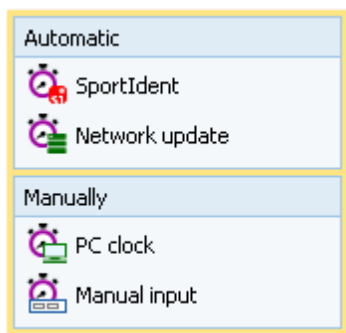 Automatic
SportIdent
Network update
Manually
PC clock
Manual input